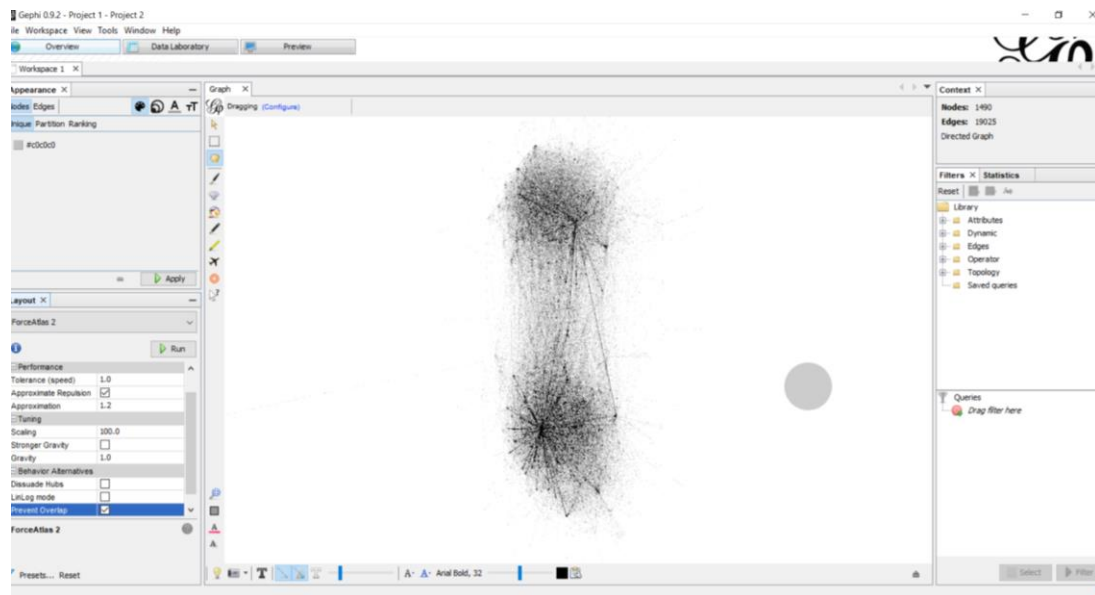 Gephi 0.9.2 - Project 1 - Project 2
ile Workspace View Tools Window Help
Overview Data Laboratory Preview
Workspace 1 X
Appearance X
Nodes Edges
Unique Partition Ranking
#c0c0c0
Apply
Layout X
ForceAtlas 2
Run
Performance
Tolerance (speed) 1.0
Approximate Repulsion
Approximation 1.2
Tuning
Scaling 100.0
Stronger Gravity
Gravity 1.0
Behavior Alternatives
Dissuade Hubs
LinLog mode
Prevent Overlap
ForceAtlas 2
Presets... Reset
Graph X
Dragging (Configure)
A- A- Arial Bold, 32
Context X
Nodes: 1490
Edges: 19025
Directed Graph
Filters X Statistics
Reset
Library
Attributes
Dynamic
Edges
Operator
Topology
Saved queries
Queries
Drag filter here
Select Filter